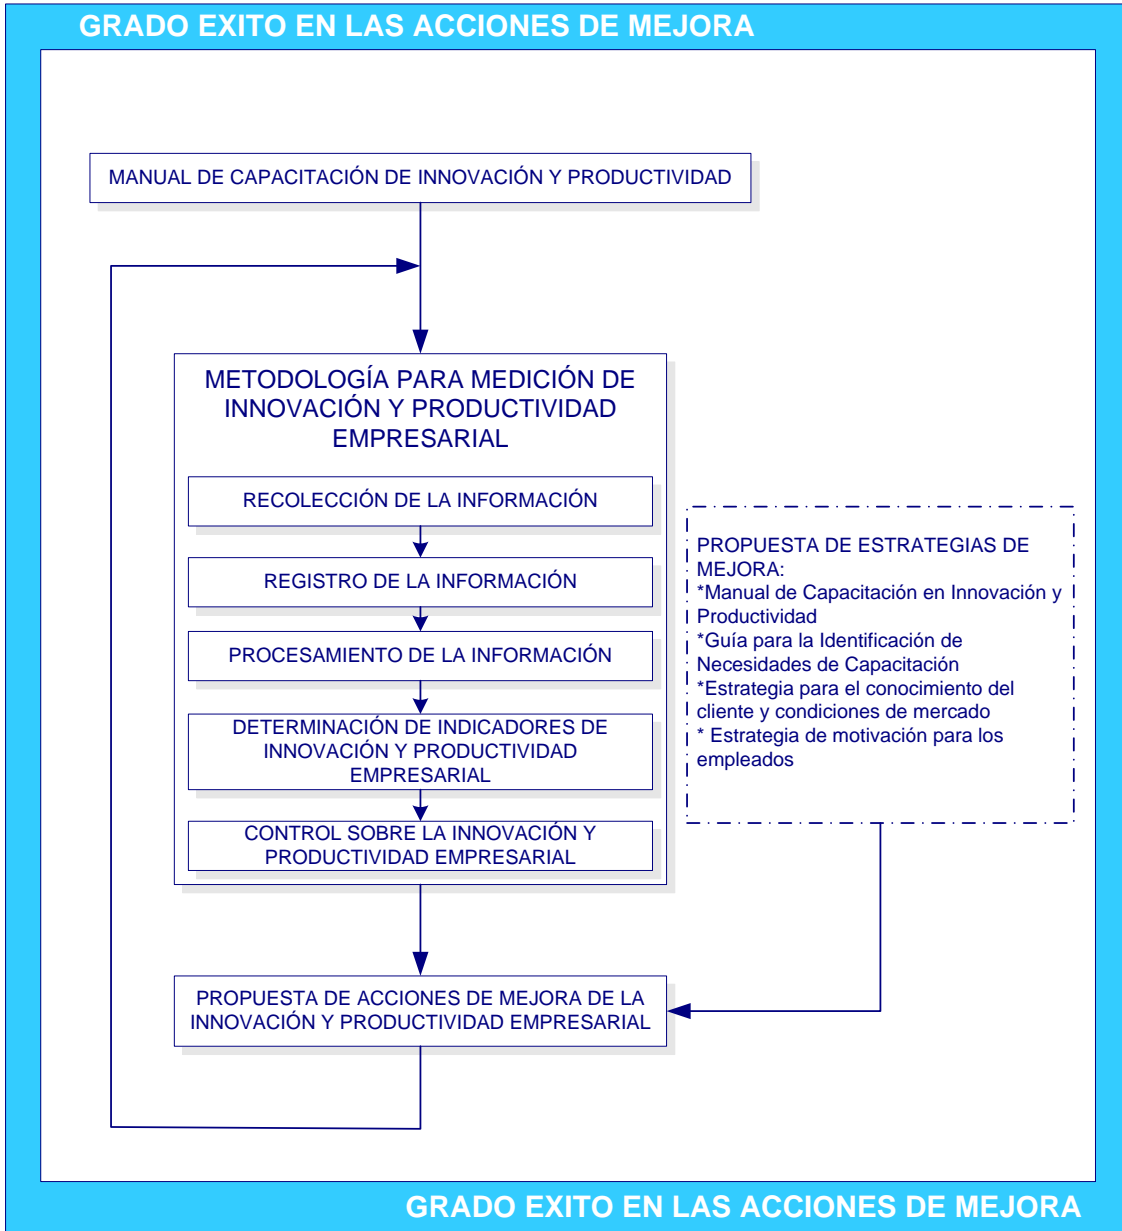 GRADO EXITO EN LAS ACCIONES DE MEJORA
MANUAL DE CAPACITACIÓN DE INNOVACIÓN Y PRODUCTIVIDAD
METODOLOGÍA PARA MEDICIÓN DE
INNOVACIÓN Y PRODUCTIVIDAD
EMPRESARIAL
RECOLECCIÓN DE LA INFORMACIÓN
REGISTRO DE LA INFORMACIÓN
PROCESAMIENTO DE LA INFORMACIÓN
DETERMINACIÓN DE INDICADORES DE
INNOVACIÓN Y PRODUCTIVIDAD
EMPRESARIAL
CONTROL SOBRE LA INNOVACIÓN Y
PRODUCTIVIDAD EMPRESARIAL
PROPUESTA DE ESTRATEGIAS DE
MEJORA:
*Manual de Capacitación en Innovación y
Productividad
*Guía para la Identificación de
Necesidades de Capacitación
*Estrategia para el conocimiento del
cliente y condiciones de mercado
* Estrategia de motivación para los
empleados
PROPUESTA DE ACCIONES DE MEJORA DE LA
INNOVACIÓN Y PRODUCTIVIDAD EMPRESARIAL
GRADO EXITO EN LAS ACCIONES DE MEJORA